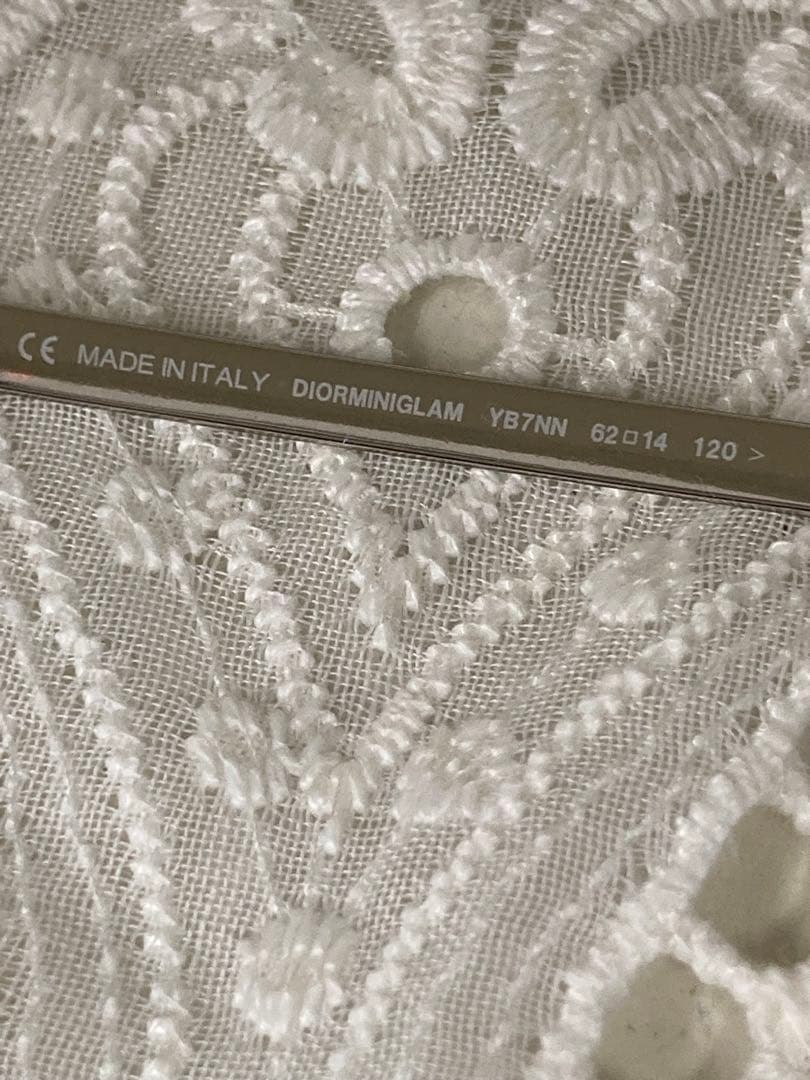 CE MADE IN ITALY DIORMINIGLAM YB7NN 62□14 120 >